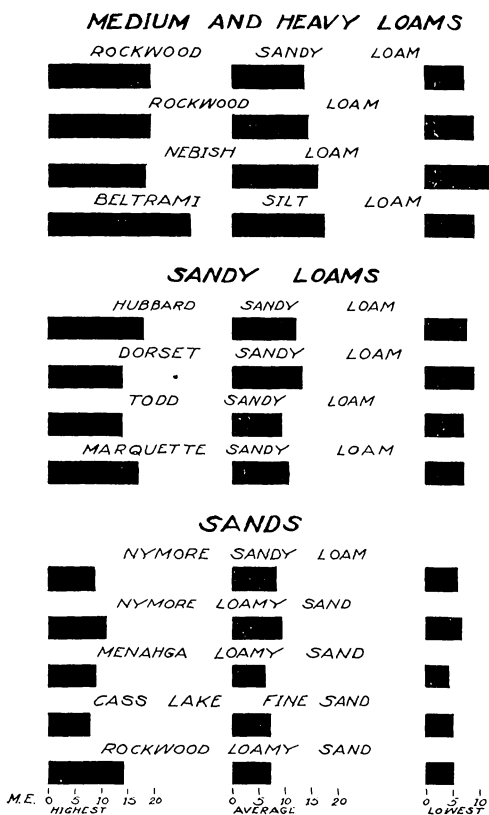 MEDIUM AND HEAVY LOAMS
ROCKWOOD SANDY LOAM
ROCKWOOD LOAM
NEBISH LOAM
BELTRAMI SILT LOAM
SANDY LOAMS
HUBBARD SANDY LOAM
DORSET SANDY LOAM
TODD SANDY LOAM
MARQUETTE SANDY LOAM
SANDS
NYMORE SANDY LOAM
NYMORE LOAMY SAND
MENAHGA LOAMY SAND
CASS LAKE FINE SAND
ROCKWOOD LOAMY SAND
M.E. 0 5 10 15 20 0 5 10 15 20 0 5 10
HIGHEST AVERAGE LOWEST